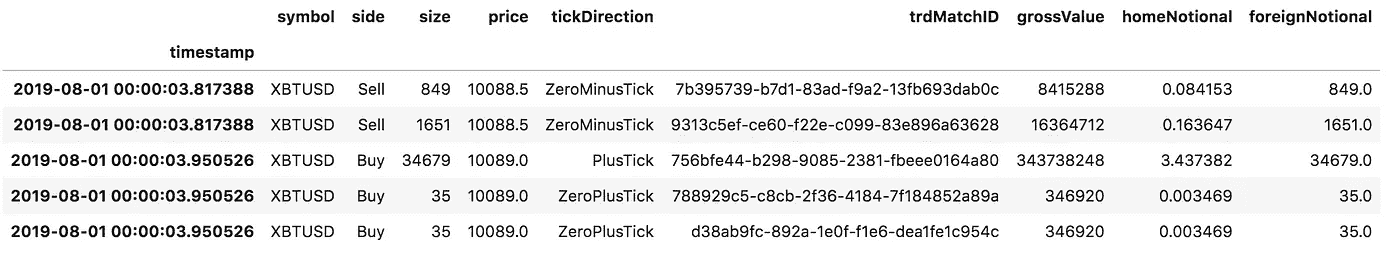 symbol side size price tickDirection trdMatchID grossValue homeNotional foreignNotional
timestamp
2019-08-01 00:00:03.817388 XBTUSD Sell 849 10088.5 ZeroMinusTick 7b395739-b7d1-83ad-f9a2-13fb693dab0c 8415288 0.084153 849.0
2019-08-01 00:00:03.817388 XBTUSD Sell 1651 10088.5 ZeroMinusTick 9313c5ef-ce60-f22e-c099-83e896a63628 16364712 0.163647 1651.0
2019-08-01 00:00:03.950526 XBTUSD Buy 34679 10089.0 PlusTick 756bfe44-b298-9085-2381-fbeee0164a80 343738248 3.437382 34679.0
2019-08-01 00:00:03.950526 XBTUSD Buy 35 10089.0 ZeroPlusTick 788929c5-c8cb-2f36-4184-7f184852a89a 346920 0.003469 35.0
2019-08-01 00:00:03.950526 XBTUSD Buy 35 10089.0 ZeroPlusTick d38ab9fc-892a-1e0f-f1e6-dea1fe1c954c 346920 0.003469 35.0